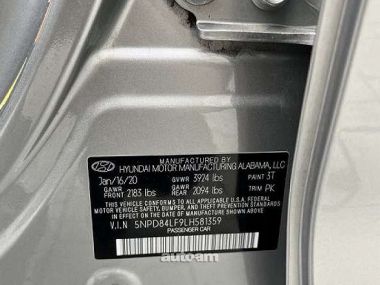 HYUNDAI MOTOR MANUFACTURING ALABAMA, LLC
Jan/16/20 GVWR 3924 lbs PAINT 3T
GAWR FRONT 2183 lbs GAWR REAR 2094 lbs TRIM PK
THIS VEHICLE CONFORMS TO ALL APPLICABLE U.S.
FEDERAL MOTOR VEHICLE SAFETY,
BUMPER, AND THEFT PREVENTION STANDARDS IN
EFFECT ON THE DATE OF MANUFACTURE SHOWN ABOVE.
V.I.N 5NPD84LF9LH581359
PASSENGER CAR
autoam